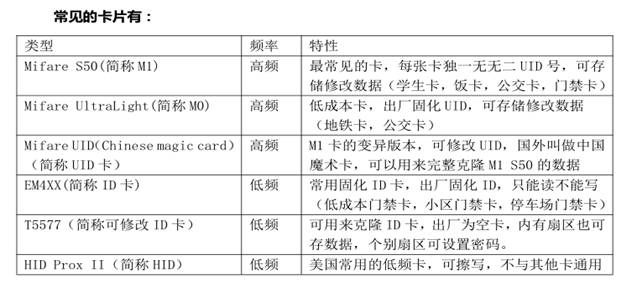 常见的卡片有：
类型 频率 特性
Mifare S50(简称 M1) 高频 最常见的卡，每张卡独一无无二 UID 号，可存
储修改数据（学生卡，饭卡，公交卡，门禁卡）
Mifare UltraLight(简称 M0) 高频 低成本卡，出厂固化 UID，可存储修改数据
（地铁卡，公交卡）
Mifare UID(Chinese magic card) 高频 M1 卡的变异版本，可修改 UID，国外叫做中国
（简称 UID 卡） 魔术卡，可以用来完整克隆 M1 S50 的数据
EM4XX(简称 ID 卡) 低频 常用固化 ID 卡，出厂固化 ID，只能读不能写
（低成本门禁卡，小区门禁卡，停车场门禁卡）
T5577（简称可修改 ID 卡） 低频 可用来克隆 ID 卡，出厂为空卡，内有扇区也可
存数据，个别扇区可设置密码。
HID Prox II（简称 HID） 低频 美国常用的低频卡，可擦写，不与其他卡通用